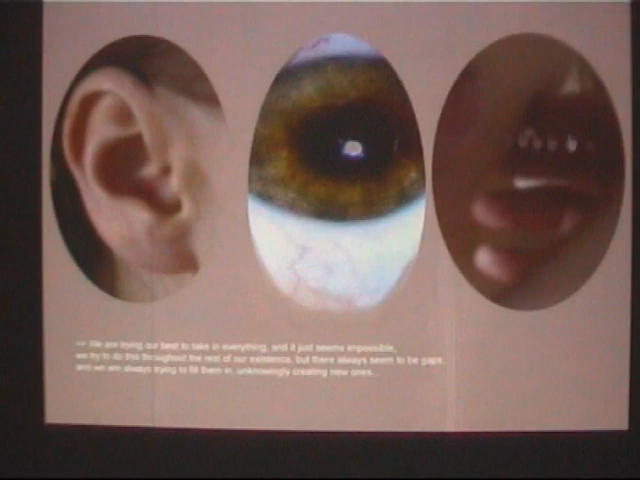 >> We are trying our best to take in everything, and it just seems impossible,
we try to do this throughout the rest of our existence, but there always seem to be gaps,
and we are always trying to fill them in, unknowingly creating new ones...